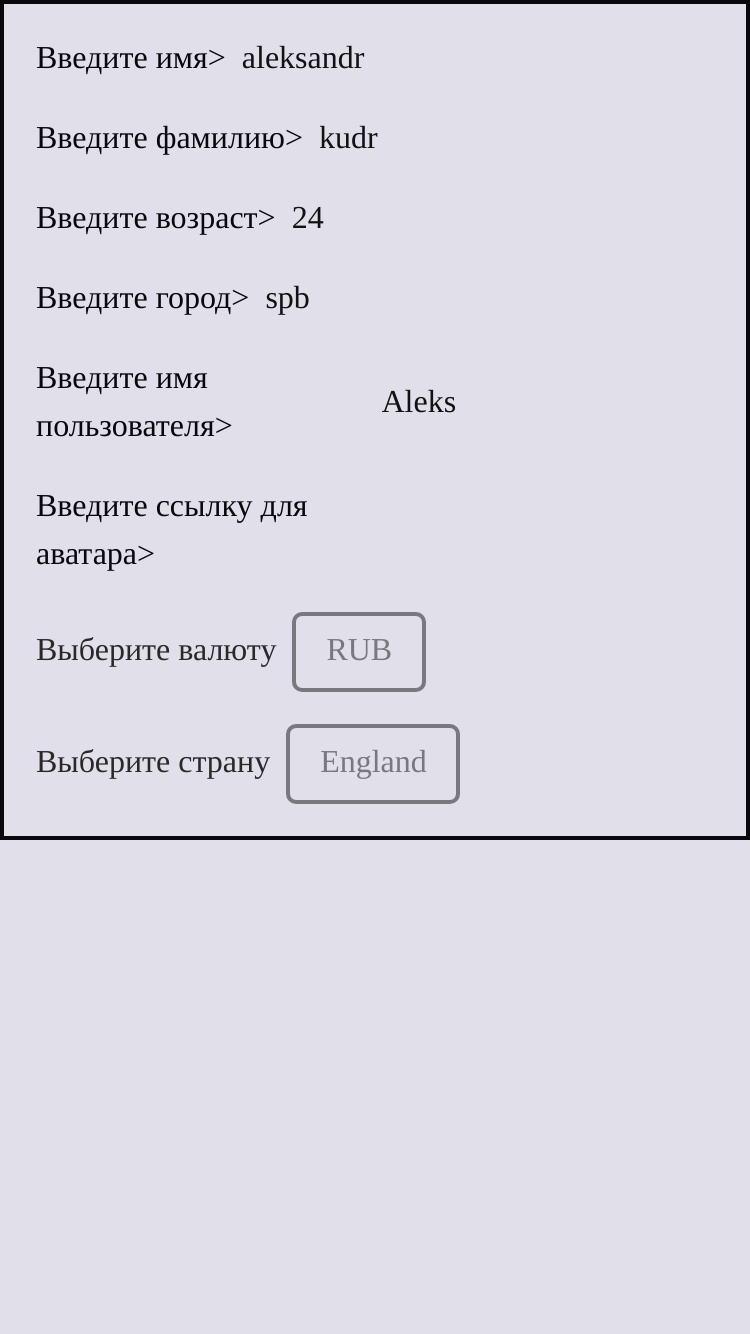 Введите имя> aleksandr
Введите фамилию> kudr
Введите возраст> 24
Введите город> spb
Введите имя
пользователя>
Aleks
Введите ссылку для
аватара>
Выберите валюту RUB
Выберите страну England